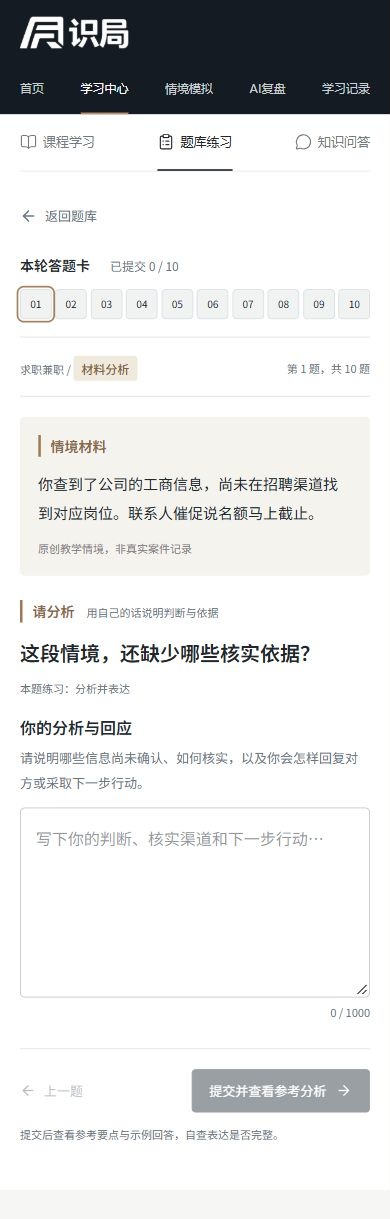 识局
首页 学习中心 情境模拟 AI复盘 学习记录
课程学习 题库练习 知识问答
← 返回题库
本轮答题卡 已提交 0 / 10
01 02 03 04 05 06 07 08 09 10
求职兼职 / 材料分析 第 1 题，共 10 题
情境材料
你查到了公司的工商信息，尚未在招聘渠道找
到对应岗位。联系人催促说名额马上截止。
原创教学情境，非真实案件记录
请分析 用自己的话说明判断与依据
这段情境，还缺少哪些核实依据？
本题练习：分析并表达
你的分析与回应
请说明哪些信息尚未确认、如何核实，以及你会怎样回复对
方或采取下一步行动。
写下你的判断、核实渠道和下一步行动…
0 / 1000
← 上一题 提交并查看参考分析 →
提交后查看参考要点与示例回答，自查表达是否完整。